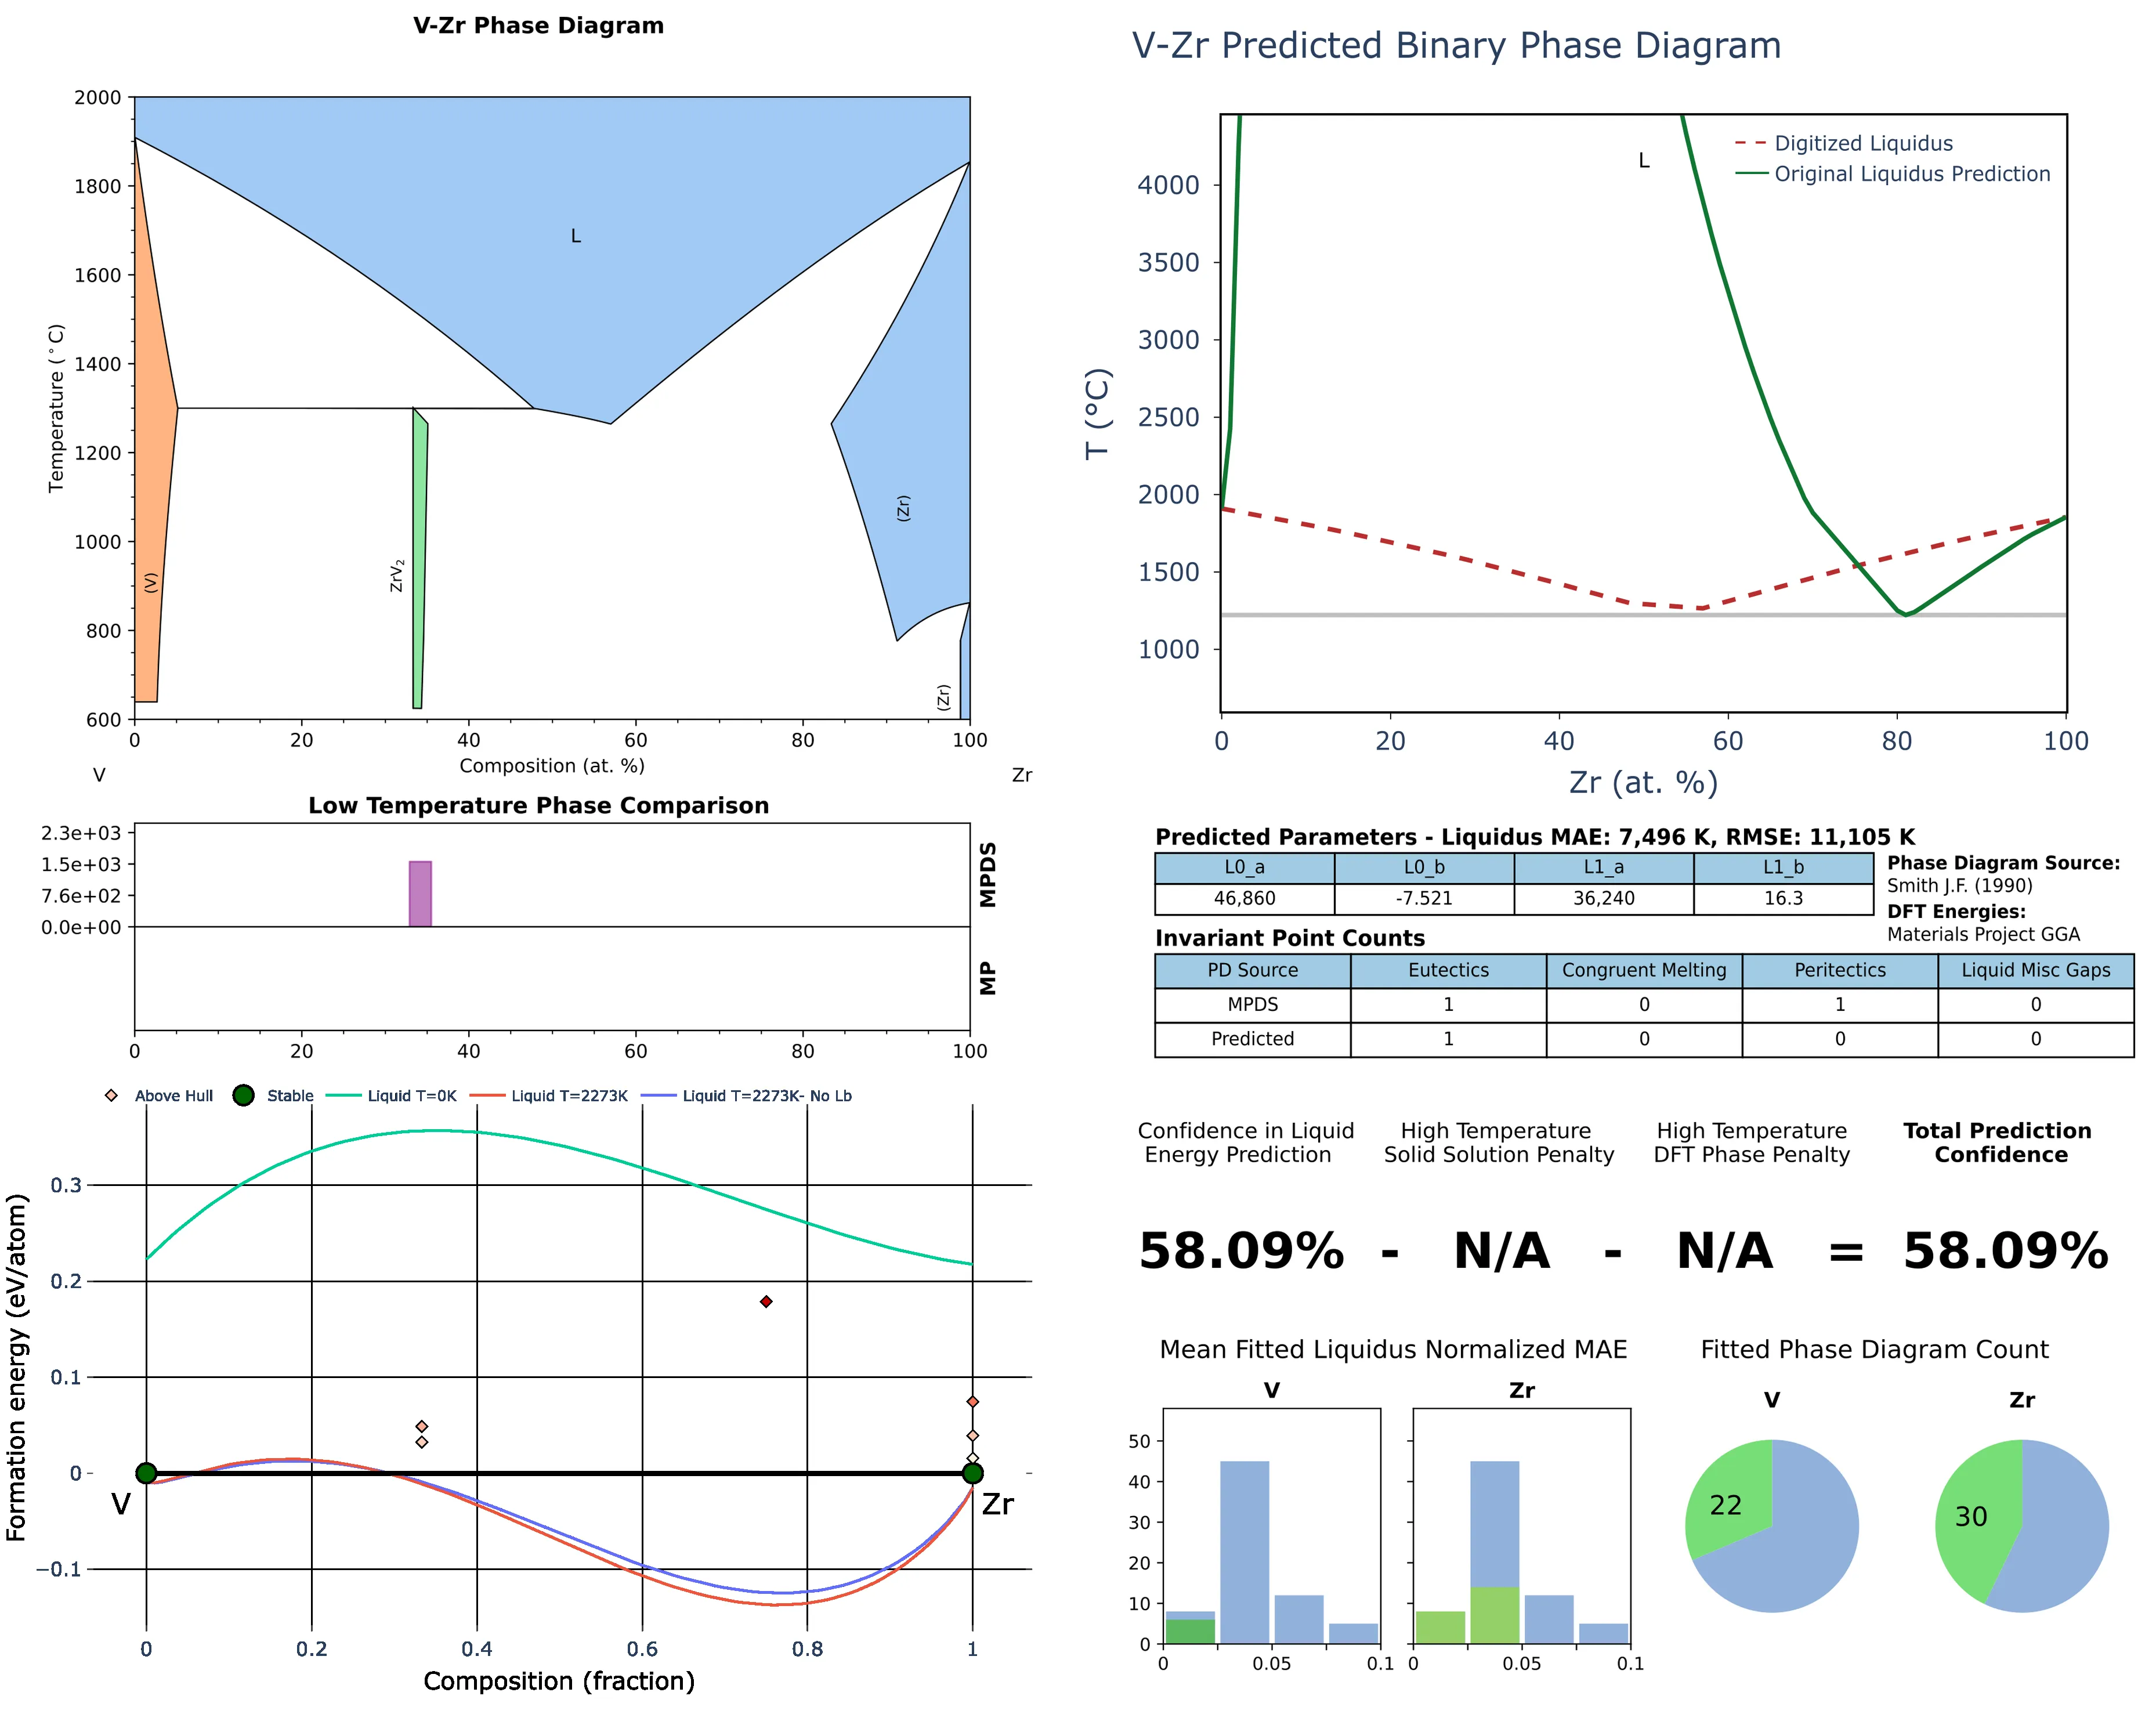 V-Zr Phase Diagram
2000
1800
1600
1400
1200
1000
800
600
Temperature (°C)
L
(V)
ZrV2
(Zr)
(Zr)
0 20 40 60 80 100
Composition (at. %)
V Zr
Low Temperature Phase Comparison
2.3e+03
1.5e+03
7.6e+02
0.0e+00
MPDS
MP
0 20 40 60 80 100
Above Hull Stable Liquid T=0K Liquid T=2273K Liquid T=2273K- No Lb
0.3
0.2
0.1
0
−0.1
Formation energy (eV/atom)
V Zr
0 0.2 0.4 0.6 0.8 1
Composition (fraction)
V-Zr Predicted Binary Phase Diagram
L
Digitized Liquidus
Original Liquidus Prediction
4000
3500
3000
2500
2000
1500
1000
T (°C)
0 20 40 60 80 100
Zr (at. %)
Predicted Parameters - Liquidus MAE: 7,496 K, RMSE: 11,105 K
L0_a L0_b L1_a L1_b
46,860 -7.521 36,240 16.3
Phase Diagram Source:
Smith J.F. (1990)
DFT Energies:
Materials Project GGA
Invariant Point Counts
PD Source Eutectics Congruent Melting Peritectics Liquid Misc Gaps
MPDS 1 0 1 0
Predicted 1 0 0 0
Confidence in Liquid
Energy Prediction
High Temperature
Solid Solution Penalty
High Temperature
DFT Phase Penalty
Total Prediction
Confidence
58.09% - N/A - N/A = 58.09%
Mean Fitted Liquidus Normalized MAE
V Zr
50
40
30
20
10
0
0 0.05 0.1
0 0.05 0.1
Fitted Phase Diagram Count
V Zr
22
30